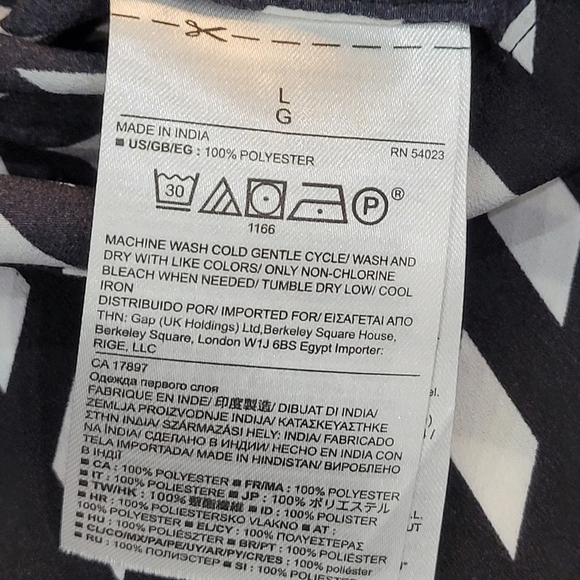 L
G
MADE IN INDIA
RN 54023
■ US/GB/EG : 100% POLYESTER
30
P ®
1166
MACHINE WASH COLD GENTLE CYCLE/ WASH AND
DRY WITH LIKE COLORS/ ONLY NON-CHLORINE
BLEACH WHEN NEEDED/ TUMBLE DRY LOW/ COOL
IRON
DISTRIBUIDO POR/ IMPORTED FOR/ ΕΙΣΑΓΕΤΑΙ ΑΠΟ
ΤΗΝ: Gap (UK Holdings) Ltd,Berkeley Square House,
Berkeley Square, London W1J 6BS Egypt Importer:
RIGE, LLC
CA 17897
Одежда первого слоя
FABRIQUE EN INDE/ 印度製造/ DIBUAT DI INDIA/
ZEMLJA PROIZVODNJE INDIJA/ ΚΑΤΑΣΚΕΥΑΣΤΗΚΕ
ΣΤΗΝ INDIA/ SZÁRMAZÁSI HELY: INDIA/ FABRICADO
NA ÍNDIA/ СДЕЛАНО В ИНДИИ/ HECHO EN INDIA CON
TELA IMPORTADA/ MADE IN HINDISTAN/ ВИРОБЛЕНО
В ІНДІЇ
■ CA : 100% POLYESTER ■ FR/MA : 100% POLYESTER
■ IT : 100% POLIESTERE ■ JP : 100% ポリエステル
■ TW/HK : 100% 聚酯纖維 ■ ID : 100% POLISTER
■ HR : 100% POLIESTERSKO VLAKNO ■ AT :
100% POLYESTER ■ EL/CY : 100% ΠΟΛΥΕΣΤΕΡΑΣ
■ HU : 100% POLIÉSZTER ■ BR/PT : 100% POLIÉSTER
■ CL/CO/MX/PA/PE/UY/AR/PY/CR/ES : 100% poliéster
■ RU : 100% ПОЛИЭСТЕР ■ SI : 100% poliester